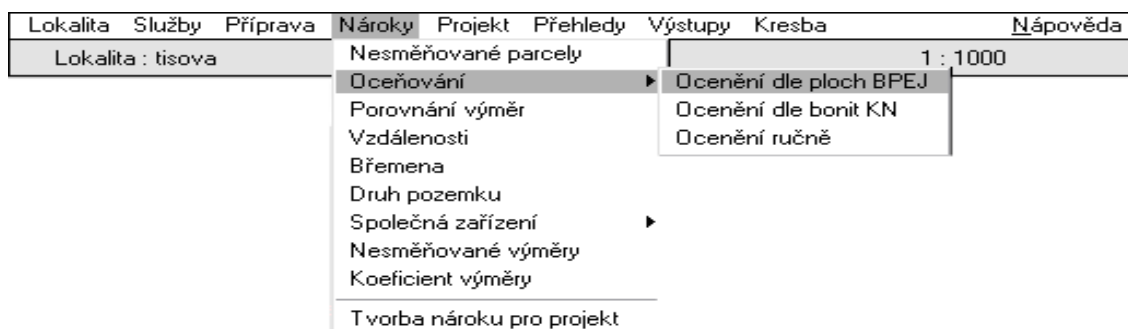 Lokalita Služby Příprava Nároky Projekt Přehledy Výstupy Kresba Nápověda
Lokalita : tisova 1 : 1000
Nesměňované parcely
Oceňování
Ocenění dle ploch BPEJ
Porovnání výměr
Ocenění dle bonit KN
Vzdálenosti
Ocenění ručně
Břemena
Druh pozemku
Společná zařízení
Nesměňované výměry
Koeficient výměry
Tvorba nároku pro projekt